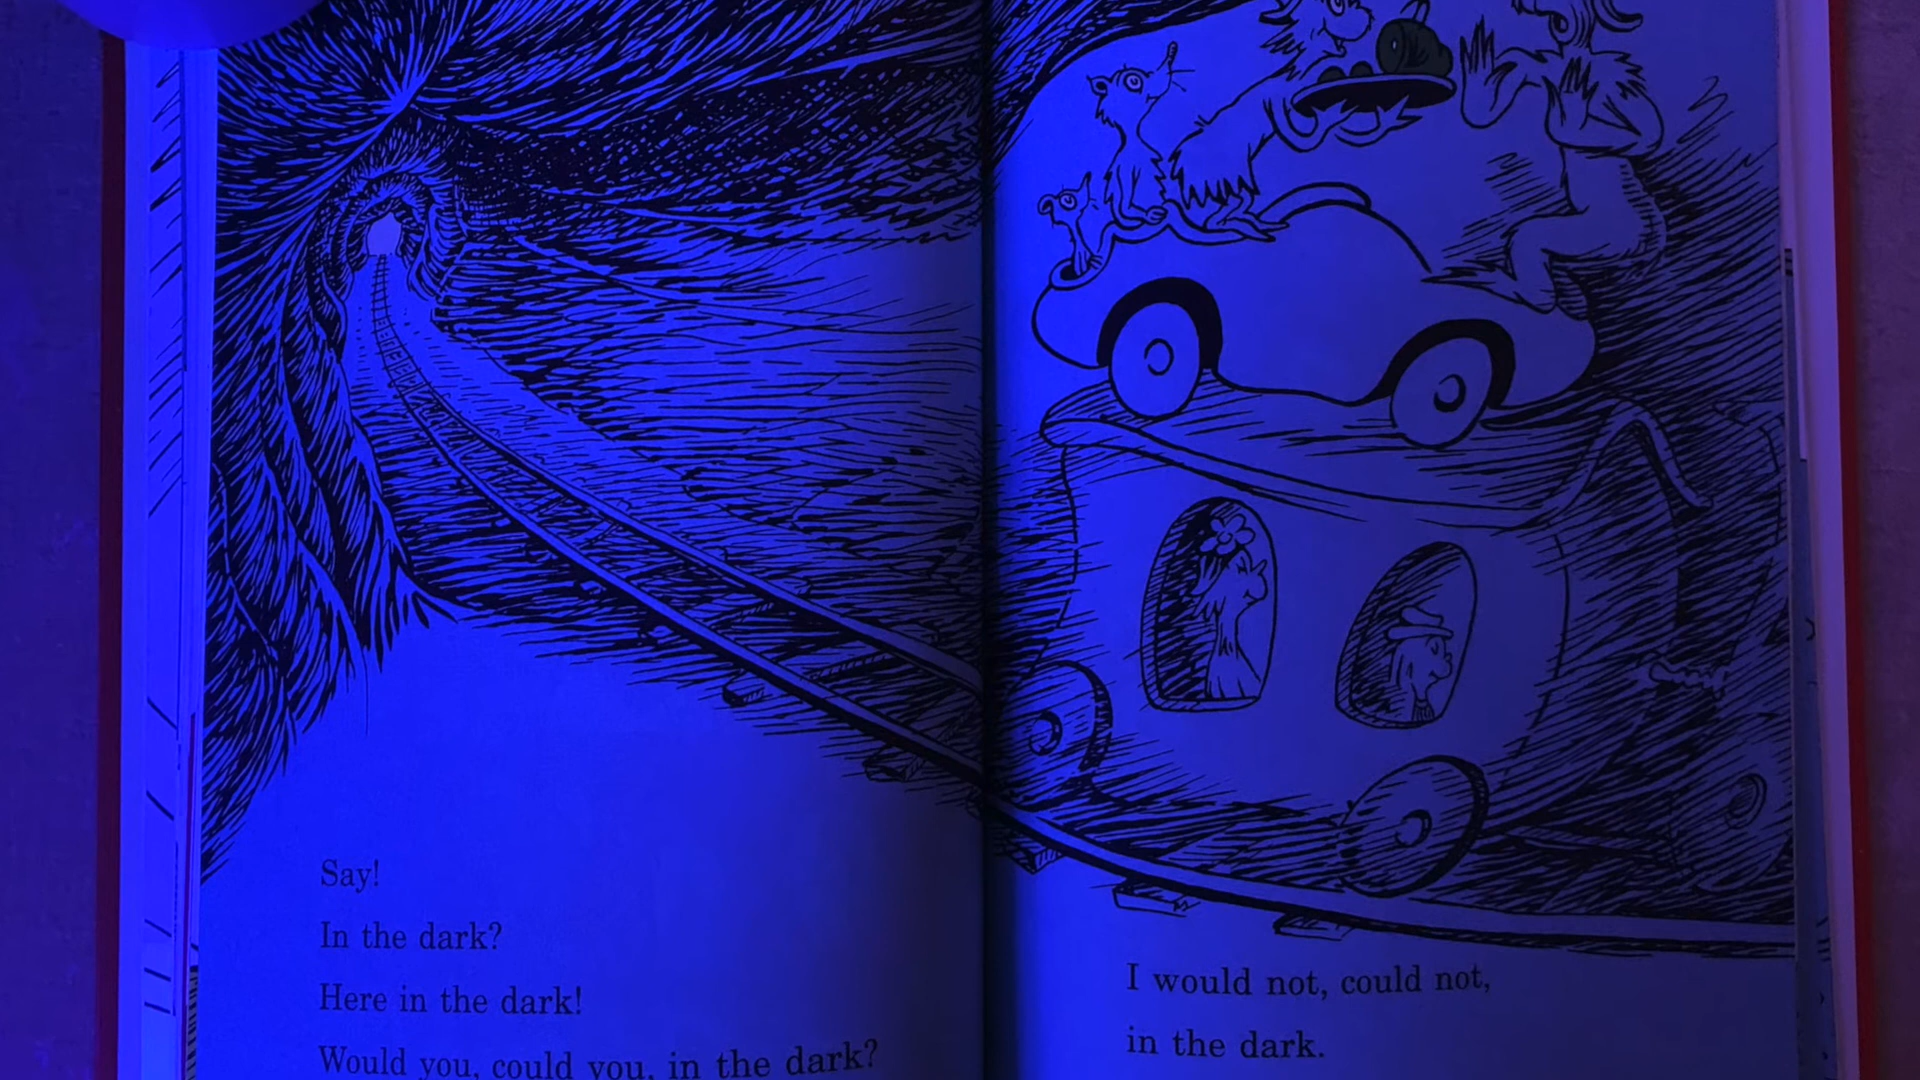 Say!
In the dark?
Here in the dark!
Would you, could you, in the dark?
I would not, could not,
in the dark.